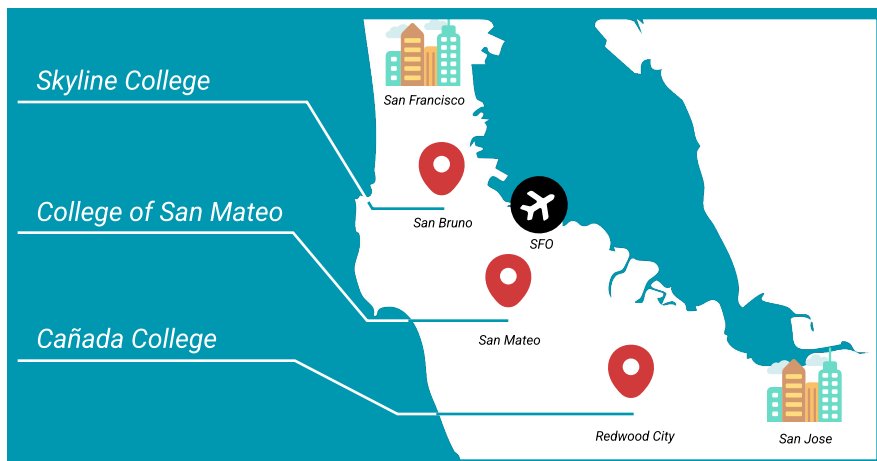 San Francisco
Skyline College
San Bruno
College of San Mateo
SFO
San Mateo
Cañada College
Redwood City
San Jose